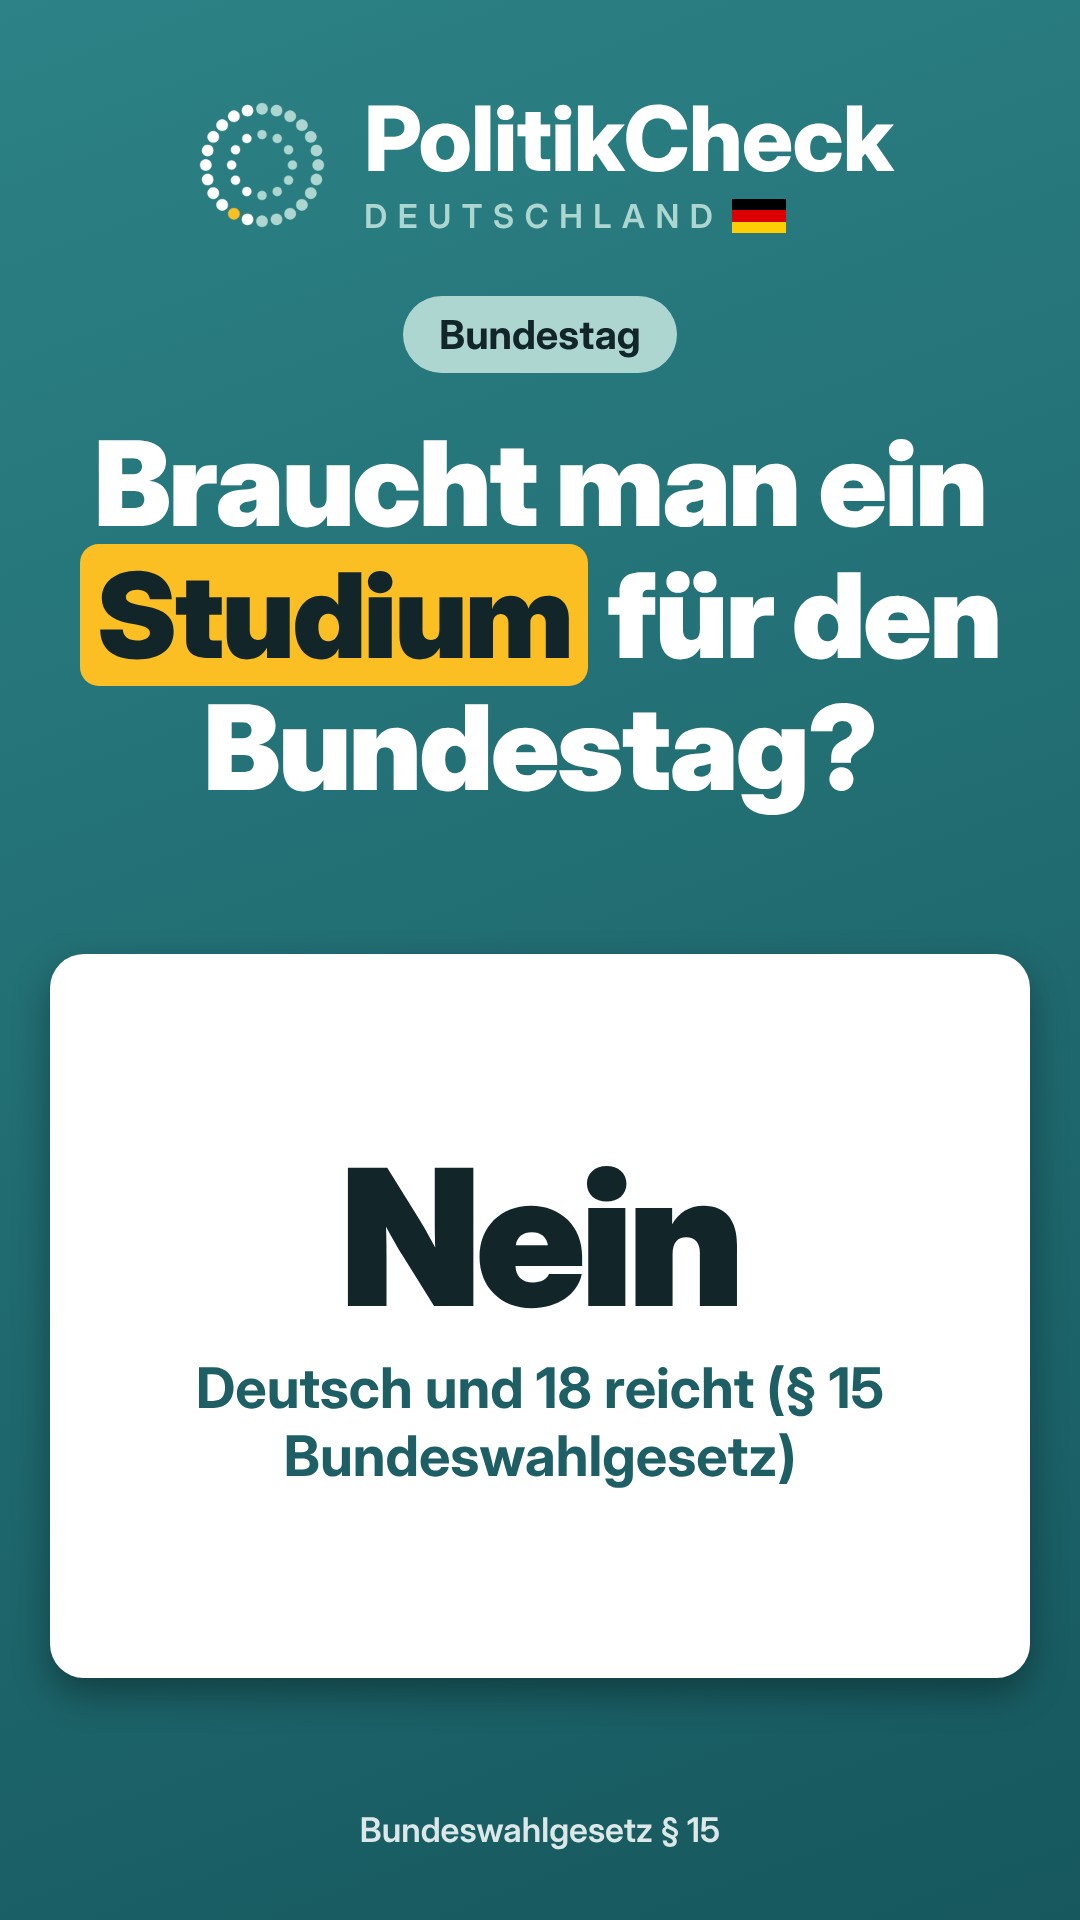 PolitikCheck
DEUTSCHLAND
Bundestag
Braucht man ein
Studium für den
Bundestag?
Nein
Deutsch und 18 reicht (§ 15
Bundeswahlgesetz)
Bundeswahlgesetz § 15